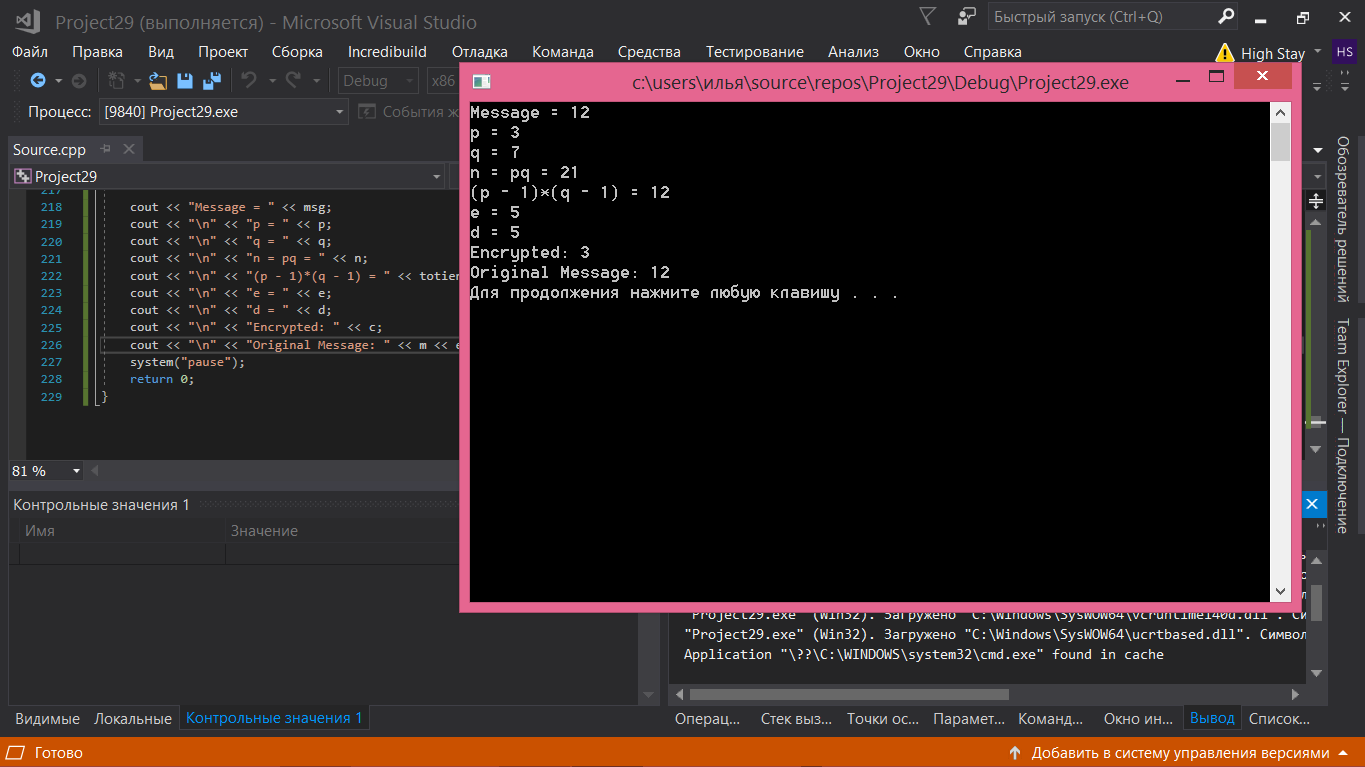 Project29 (выполняется) - Microsoft Visual Studio
Быстрый запуск (Ctrl+Q)
Файл Правка Вид Проект Сборка Incredibuild Отладка Команда Средства Тестирование Анализ Окно Справка
High Stay HS
Debug x86
Процесс: [9840] Project29.exe События
Source.cpp
Project29
217
218 cout << "Message = " << msg;
219 cout << "\n" << "p = " << p;
220 cout << "\n" << "q = " << q;
221 cout << "\n" << "n = pq = " << n;
222 cout << "\n" << "(p - 1)*(q - 1) = " << totien
223 cout << "\n" << "e = " << e;
224 cout << "\n" << "d = " << d;
225 cout << "\n" << "Encrypted: " << c;
226 cout << "\n" << "Original Message: " << m <<
227 system("pause");
228 return 0;
229 }
81 %
c:\users\илья\source\repos\Project29\Debug\Project29.exe
Message = 12
p = 3
q = 7
n = pq = 21
(p - 1)*(q - 1) = 12
e = 5
d = 5
Encrypted: 3
Original Message: 12
Для продолжения нажмите любую клавишу . . .
Обозреватель решений
Team Explorer — Подключение
Контрольные значения 1
Имя Значение
"Project29.exe" (Win32). Загружено "C:\Windows\SysWOW64\vcruntime140d.dll". Си
"Project29.exe" (Win32). Загружено "C:\Windows\SysWOW64\ucrtbased.dll". Символ
Application "\??\C:\WINDOWS\system32\cmd.exe" found in cache
Видимые Локальные Контрольные значения 1
Операц... Стек выз... Точки ос... Парамет... Команд... Окно ин... Вывод Список...
Готово
Добавить в систему управления версиями